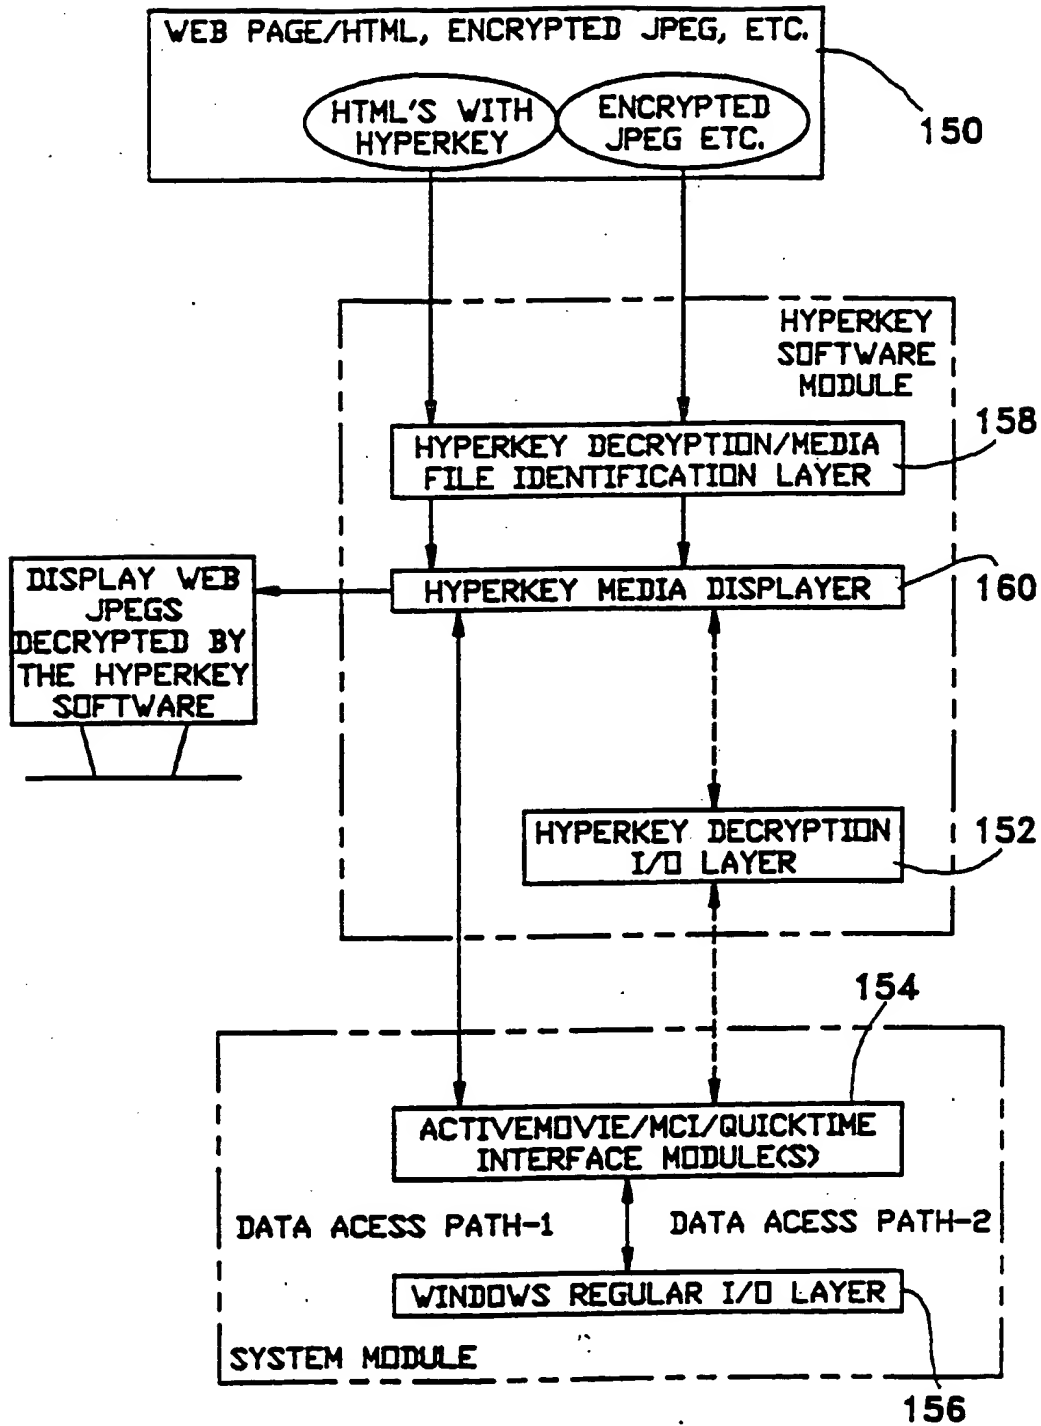 WEB PAGE/HTML, ENCRYPTED JPEG, ETC.
HTML'S WITH
HYPERKEY
ENCRYPTED
JPEG ETC.
150
HYPERKEY
SOFTWARE
MODULE
158
HYPERKEY DECRYPTION/MEDIA
FILE IDENTIFICATION LAYER
DISPLAY WEB
JPEGS
DECRYPTED BY
THE HYPERKEY
SOFTWARE
HYPERKEY MEDIA DISPLAYER
160
HYPERKEY DECRYPTION
I/O LAYER
152
154
ACTIVEMOVIE/MCI/QUICKTIME
INTERFACE MODULE(S)
DATA ACESS PATH-1
DATA ACESS PATH-2
WINDOWS REGULAR I/O LAYER
SYSTEM MODULE
156